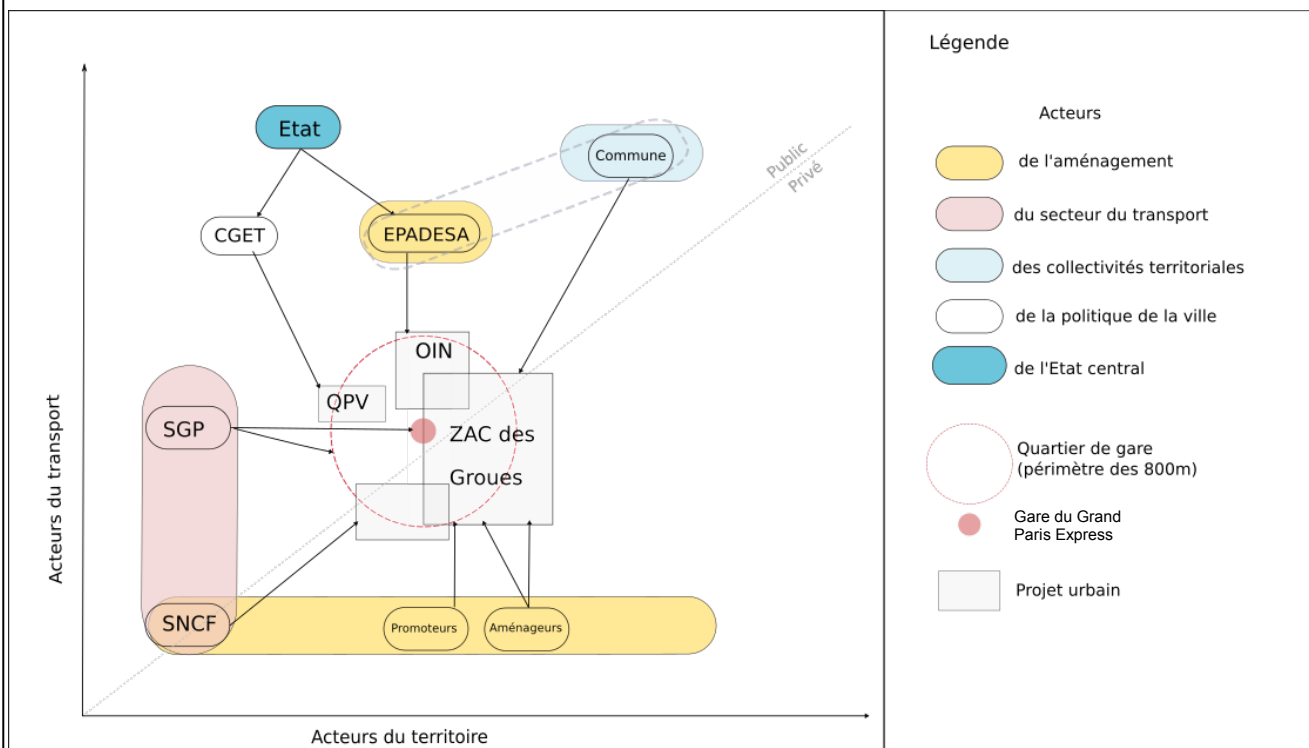 Etat
Commune
Public
Privé
CGET
EPADESA
OIN
QPV
SGP
ZAC des
Groues
SNCF
Promoteurs
Aménageurs
Acteurs du transport
Acteurs du territoire
Légende
Acteurs
de l'aménagement
du secteur du transport
des collectivités territoriales
de la politique de la ville
de l'Etat central
Quartier de gare
(périmètre des 800m)
Gare du Grand
Paris Express
Projet urbain